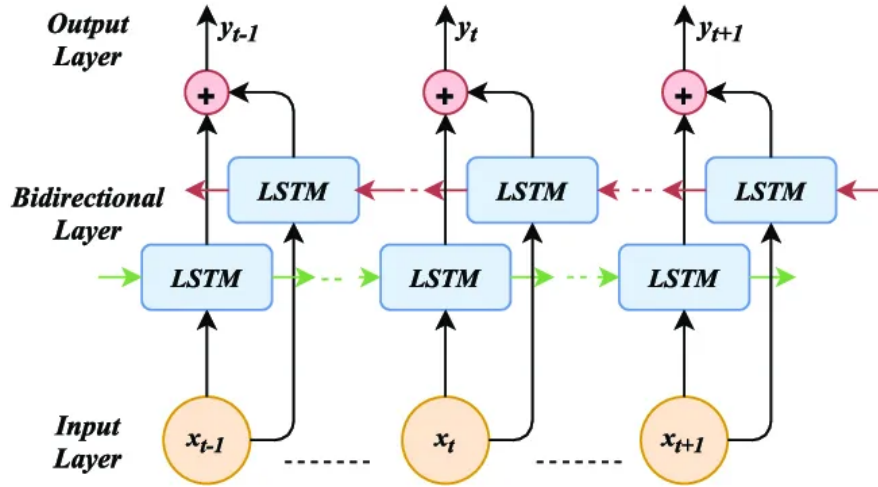 Output
Layer
y_{t-1}
y_t
y_{t+1}
+
+
+
LSTM
LSTM
LSTM
Bidirectional
Layer
LSTM
LSTM
LSTM
Input
Layer
x_{t-1}
x_t
x_{t+1}